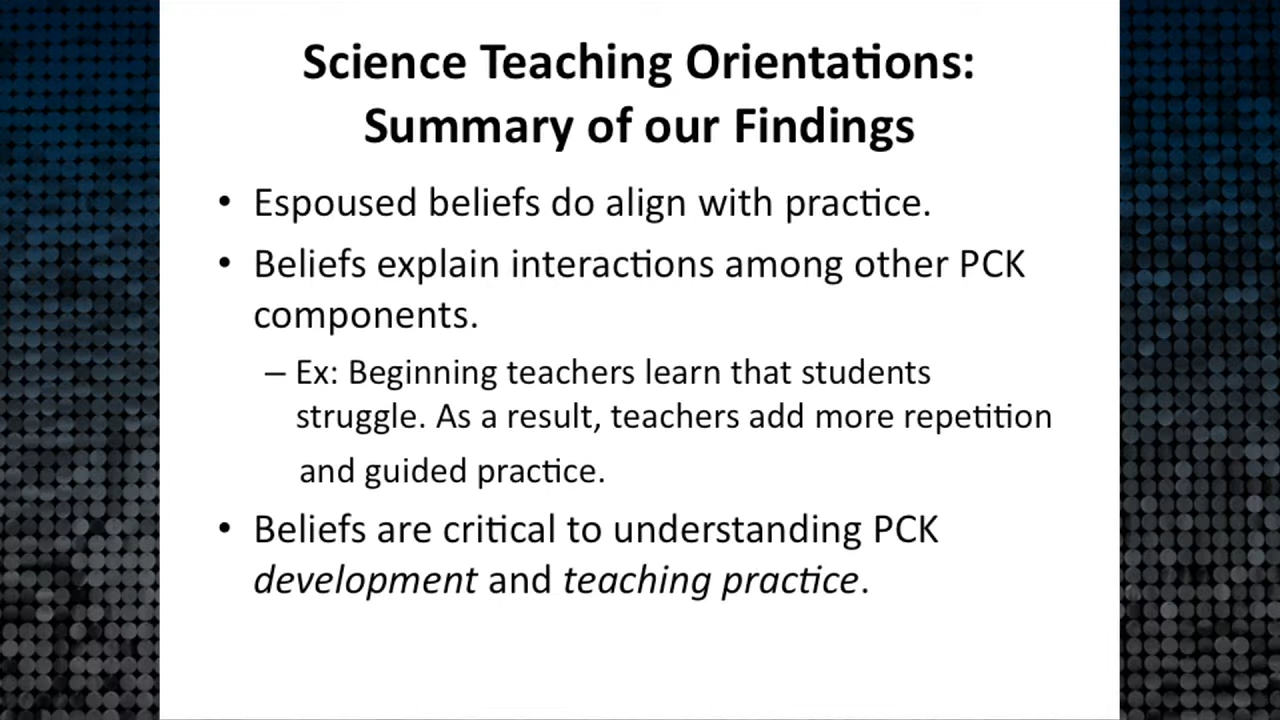 Science Teaching Orientations:
Summary of our Findings
• Espoused beliefs do align with practice.
• Beliefs explain interactions among other PCK
components.
– Ex: Beginning teachers learn that students
struggle. As a result, teachers add more repetition
and guided practice.
• Beliefs are critical to understanding PCK
development and teaching practice.